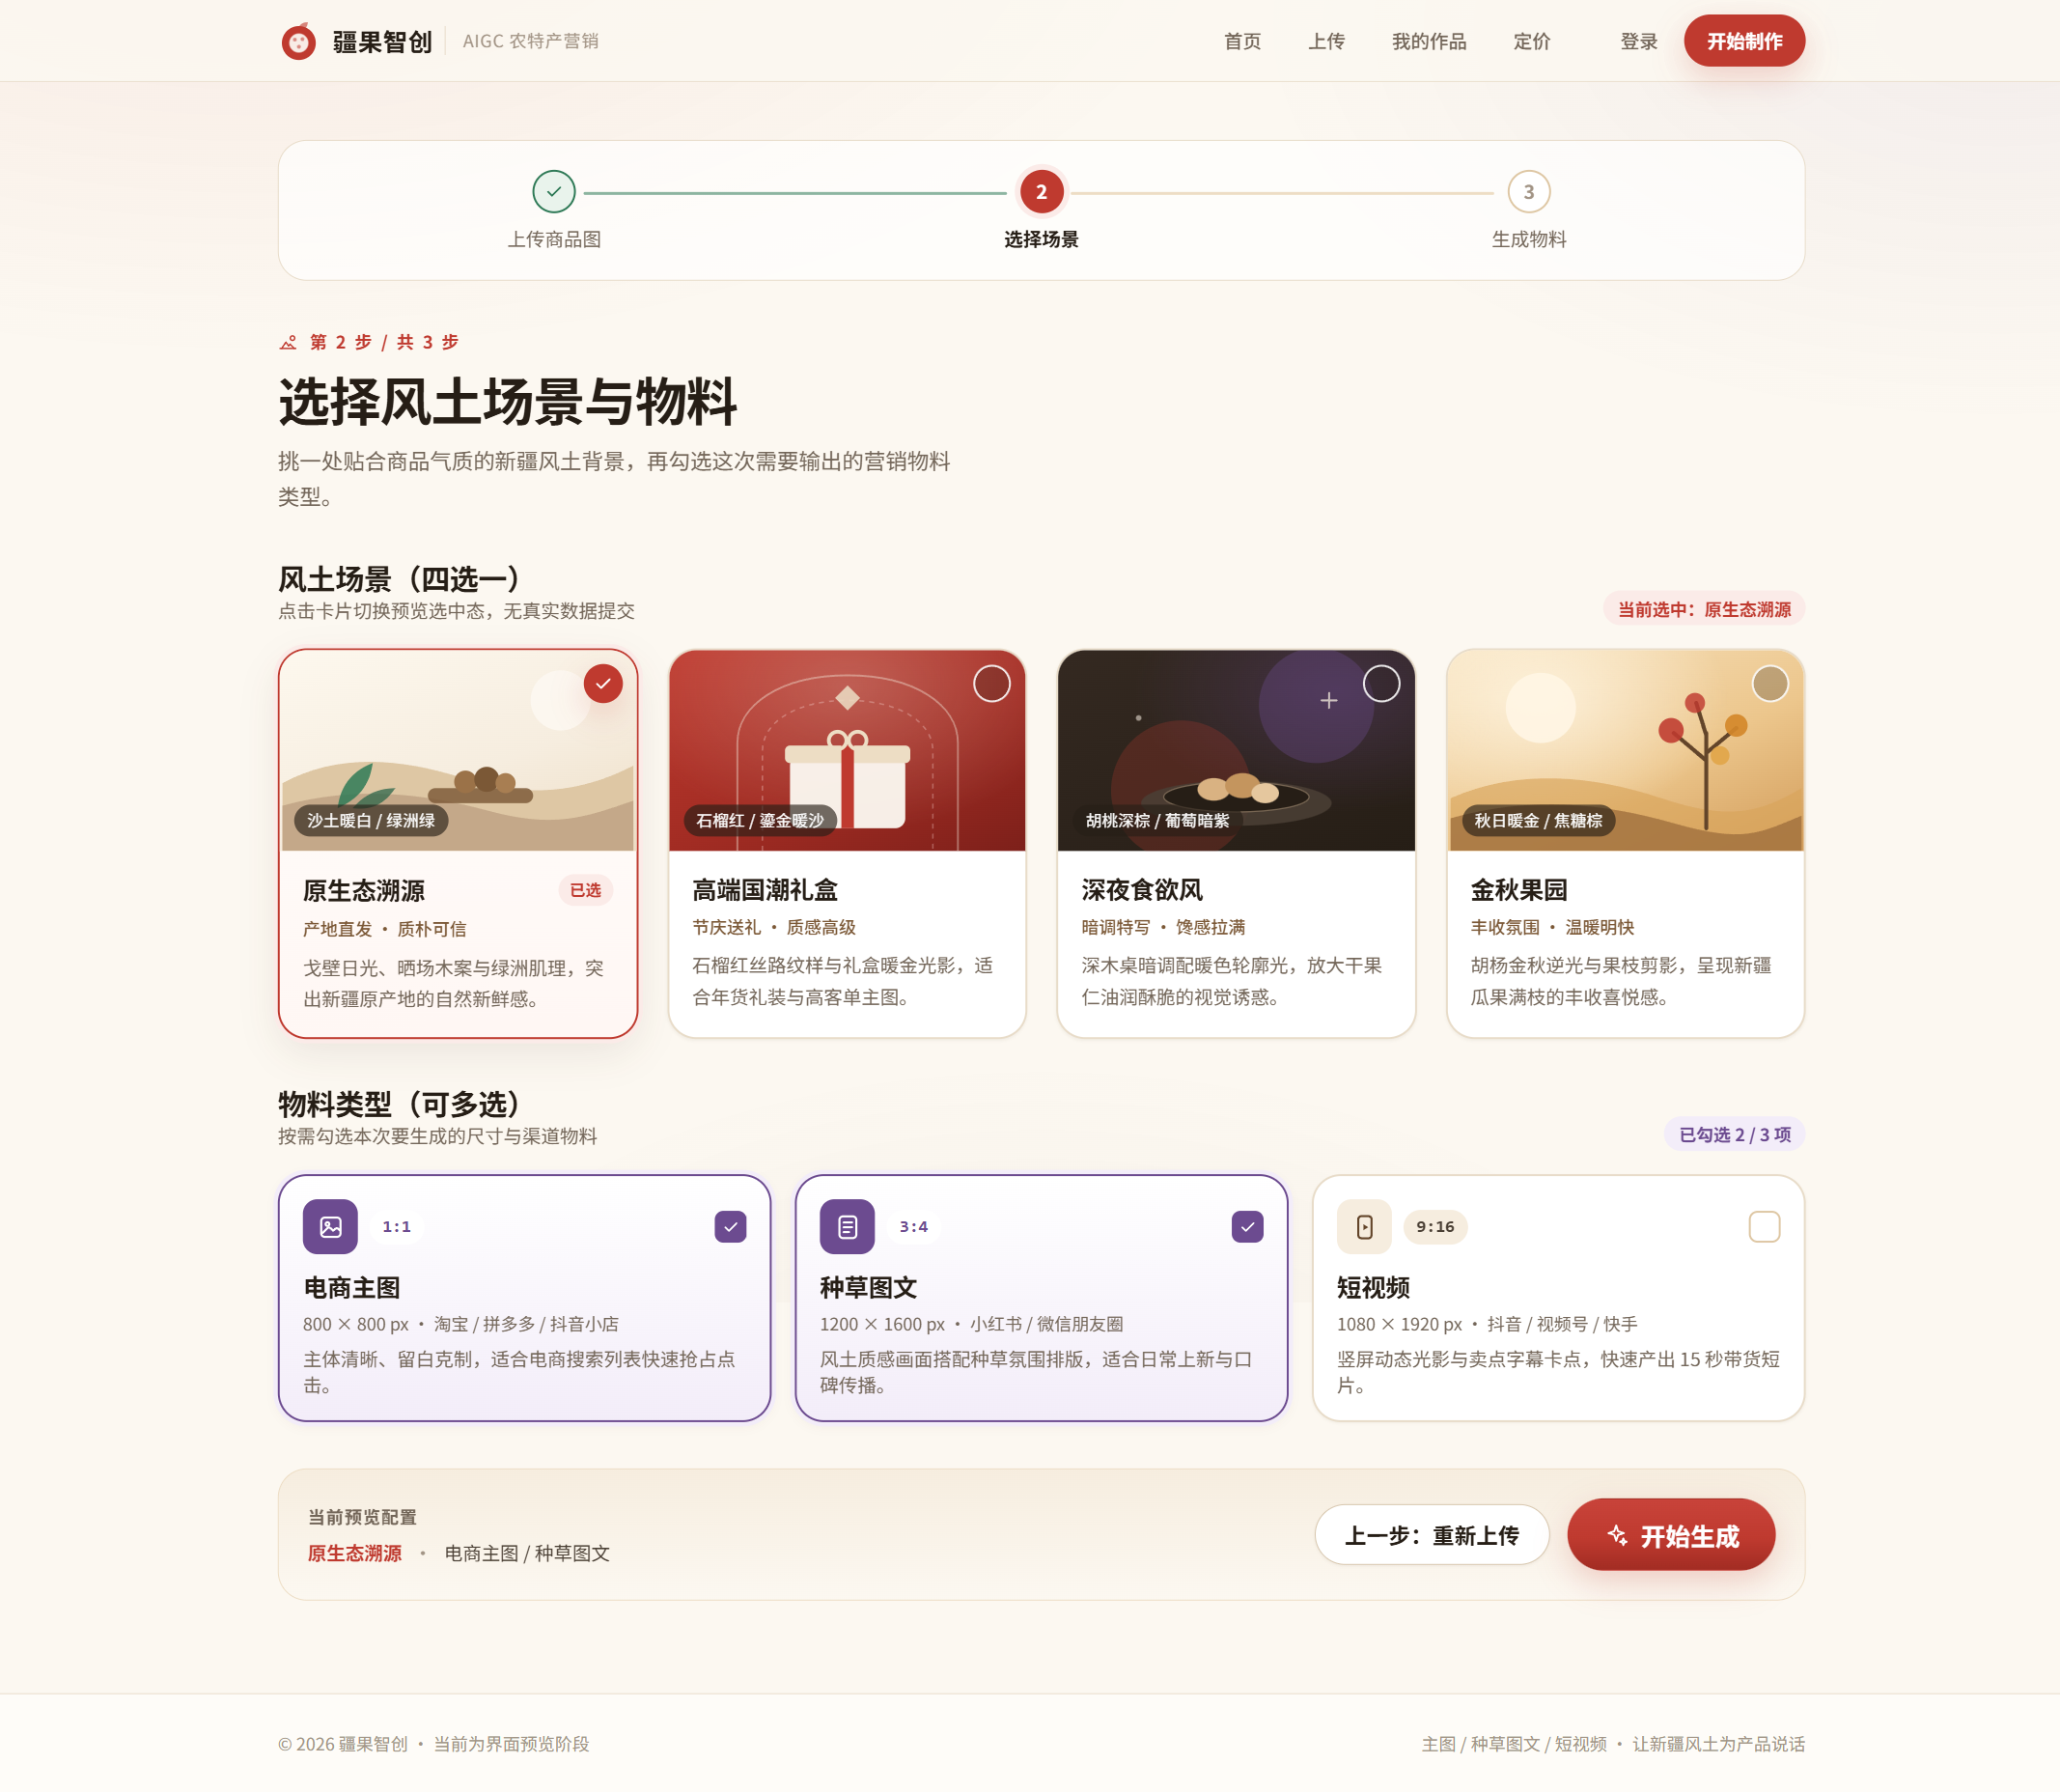 疆果智创
AIGC 农特产营销
首页
上传
我的作品
定价
登录
开始制作
2
3
上传商品图
选择场景
生成物料
第 2 步 / 共 3 步
选择风土场景与物料
挑一处贴合商品气质的新疆风土背景，再勾选这次需要输出的营销物料
类型。
风土场景（四选一）
点击卡片切换预览选中态，无真实数据提交
当前选中：原生态溯源
沙土暖白 / 绿洲绿
原生态溯源
已选
产地直发 · 质朴可信
戈壁日光、晒场木案与绿洲肌理，突
出新疆原产地的自然新鲜感。
石榴红 / 鎏金暖沙
高端国潮礼盒
节庆送礼 · 质感高级
石榴红丝路纹样与礼盒暖金光影，适
合年货礼装与高客单主图。
胡桃深棕 / 葡萄暗紫
深夜食欲风
暗调特写 · 馋感拉满
深木桌暗调配暖色轮廓光，放大干果
仁油润酥脆的视觉诱惑。
秋日暖金 / 焦糖棕
金秋果园
丰收氛围 · 温暖明快
胡杨金秋逆光与果枝剪影，呈现新疆
瓜果满枝的丰收喜悦感。
物料类型（可多选）
按需勾选本次要生成的尺寸与渠道物料
已勾选 2 / 3 项
1:1
电商主图
800 × 800 px · 淘宝 / 拼多多 / 抖音小店
主体清晰、留白克制，适合电商搜索列表快速抢占点
击。
3:4
种草图文
1200 × 1600 px · 小红书 / 微信朋友圈
风土质感画面搭配种草氛围排版，适合日常上新与口
碑传播。
9:16
短视频
1080 × 1920 px · 抖音 / 视频号 / 快手
竖屏动态光影与卖点字幕卡点，快速产出 15 秒带货短
片。
当前预览配置
原生态溯源 · 电商主图 / 种草图文
上一步：重新上传
开始生成
© 2026 疆果智创 · 当前为界面预览阶段
主图 / 种草图文 / 短视频 · 让新疆风土为产品说话